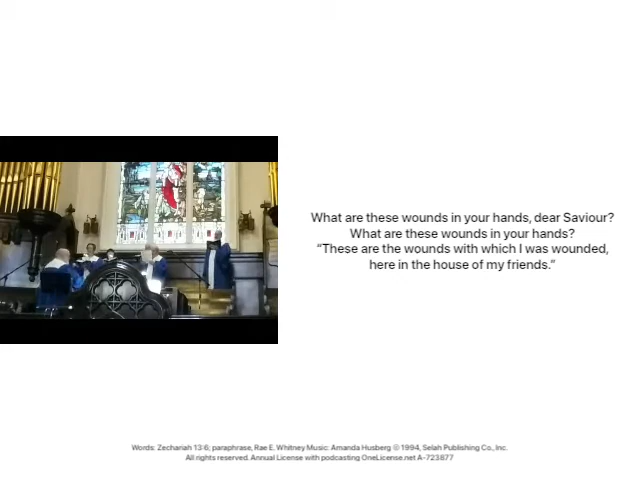 What are these wounds in your hands, dear Saviour?
What are these wounds in your hands?
“These are the wounds with which I was wounded,
here in the house of my friends.”
Words: Zechariah 13:6; paraphrase, Rae E. Whitney Music: Amanda Husberg © 1994, Selah Publishing Co., Inc.
All rights reserved. Annual License with podcasting OneLicense.net A-723877